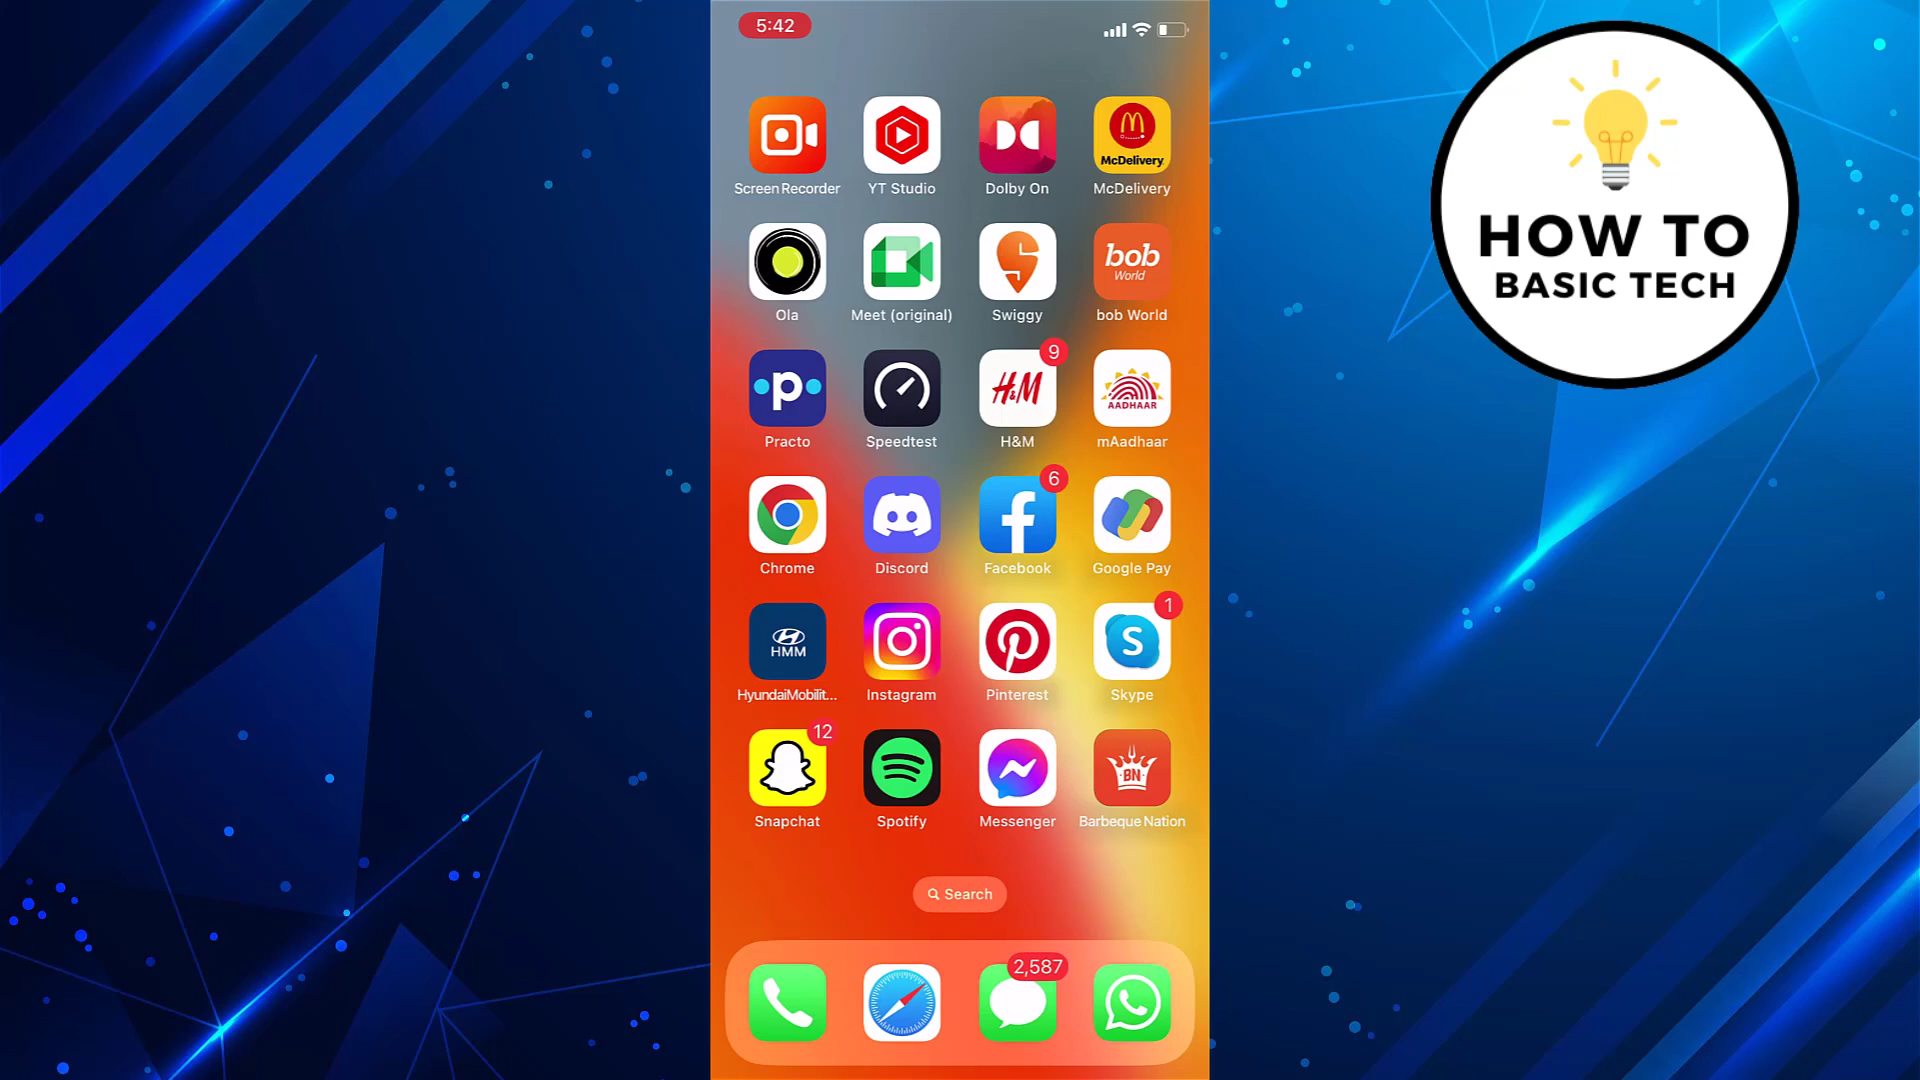 5:42
HOW TO
BASIC TECH
McDelivery
Screen Recorder
YT Studio
Dolby On
McDelivery
bob
World
Ola
Meet (original)
Swiggy
bob World
p
9
H&M
AADHAAR
Practo
Speedtest
H&M
mAadhaar
6
Chrome
Discord
Facebook
Google Pay
HMM
1
S
HyundaiMobilit...
Instagram
Pinterest
Skype
12
BN
Snapchat
Spotify
Messenger
Barbeque Nation
Search
2,587